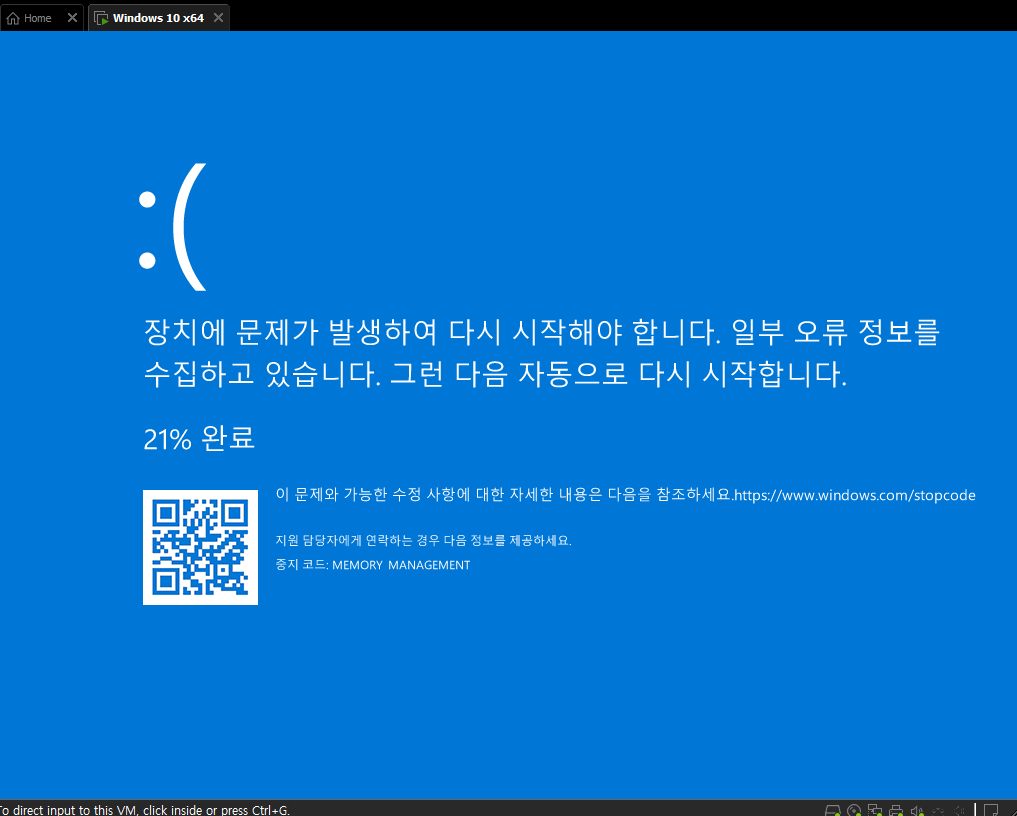 Home
Windows 10 x64
:(
장치에 문제가 발생하여 다시 시작해야 합니다. 일부 오류 정보를
수집하고 있습니다. 그런 다음 자동으로 다시 시작합니다.
21% 완료
이 문제와 가능한 수정 사항에 대한 자세한 내용은 다음을 참조하세요.https://www.windows.com/stopcode
지원 담당자에게 연락하는 경우 다음 정보를 제공하세요.
중지 코드: MEMORY MANAGEMENT
To direct input to this VM, click inside or press Ctrl+G.